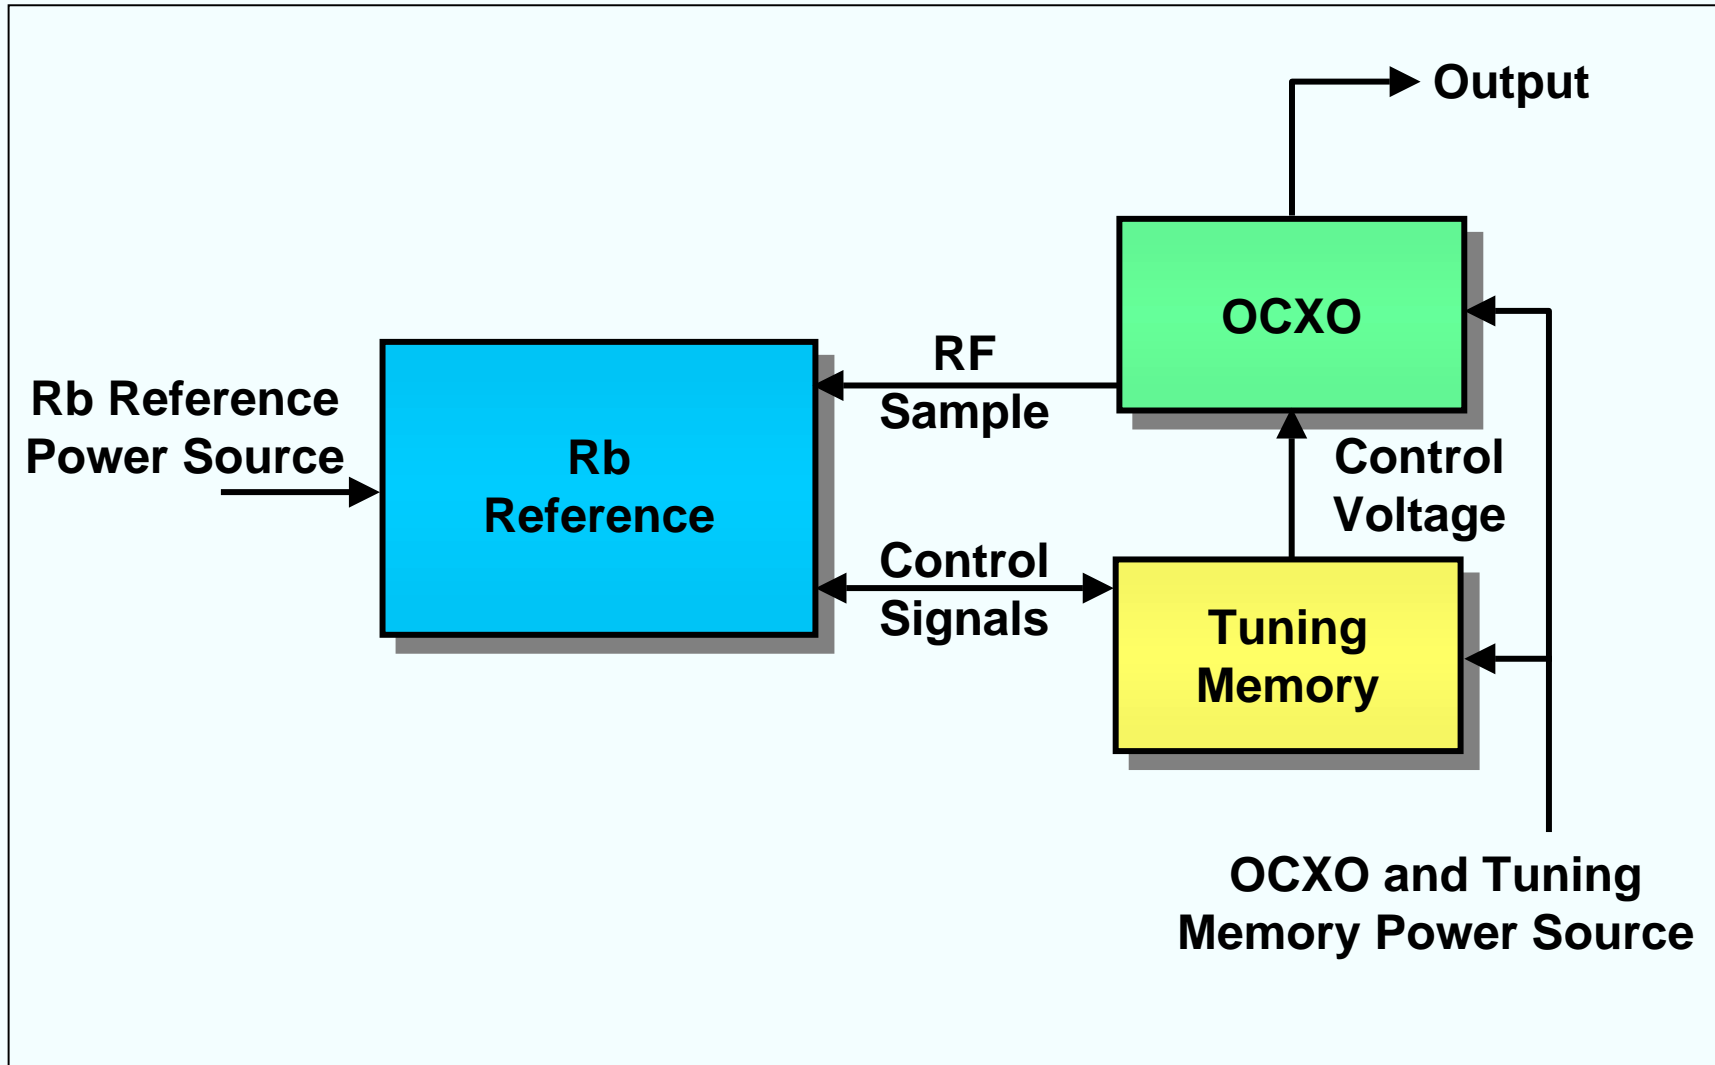 Output
OCXO
RF
Sample
Rb Reference
Power Source
Rb
Reference
Control
Voltage
Control
Signals
Tuning
Memory
OCXO and Tuning
Memory Power Source